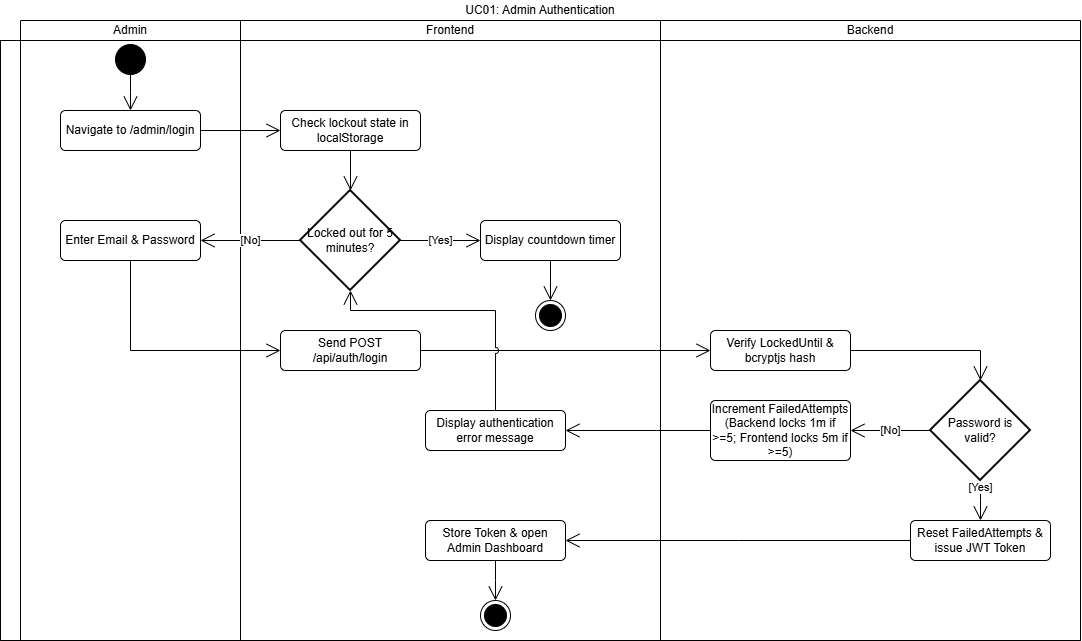 UC01: Admin Authentication
Admin
Frontend
Backend
Navigate to /admin/login
Check lockout state in
localStorage
Enter Email & Password
[No]
Locked out for 5
minutes?
[Yes]
Display countdown timer
Send POST
/api/auth/login
Verify LockedUntil &
bcryptjs hash
Display authentication
error message
Increment FailedAttempts
(Backend locks 1m if
>=5; Frontend locks 5m if
>=5)
[No]
Password is
valid?
[Yes]
Store Token & open
Admin Dashboard
Reset FailedAttempts &
issue JWT Token